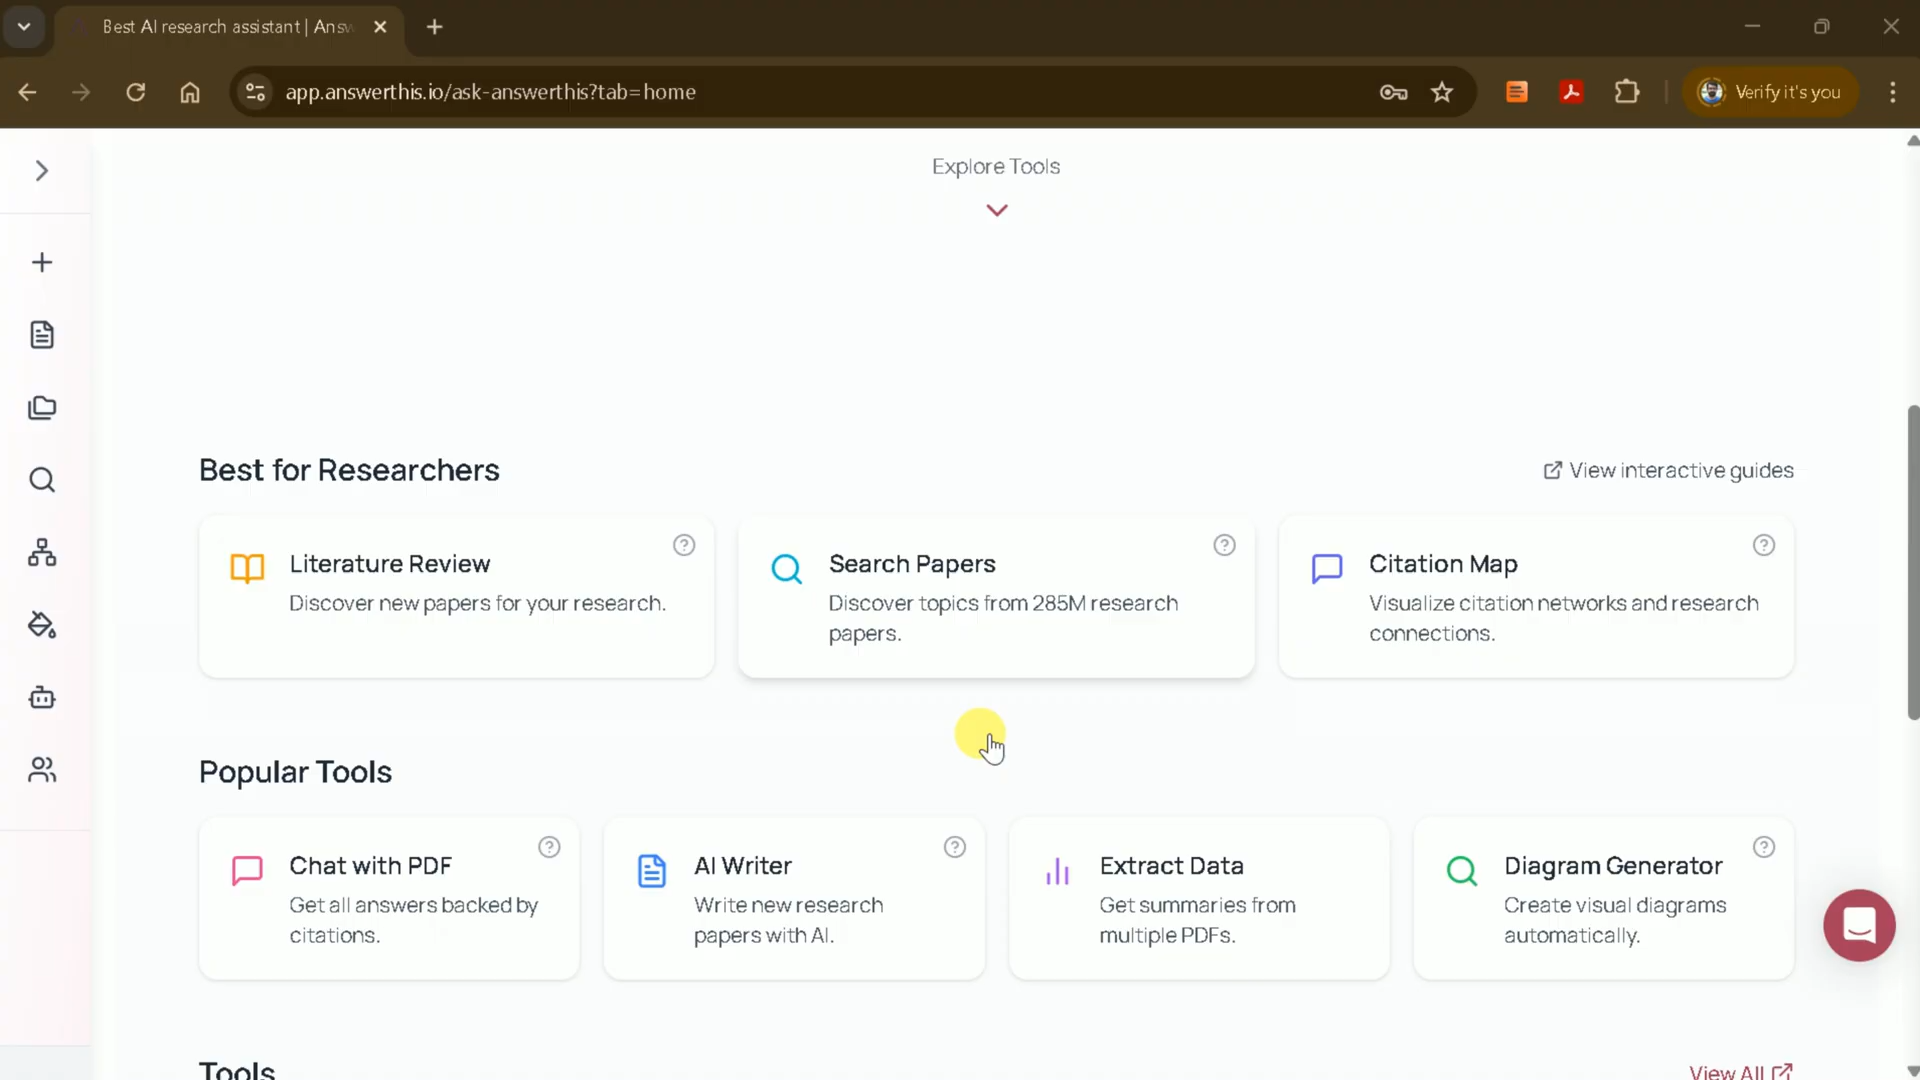 Best AI research assistant | Answ
app.answerthis.io/ask-answerthis?tab=home
Verify it's you
Explore Tools
Best for Researchers
View interactive guides
Literature Review
Discover new papers for your research.
Search Papers
Discover topics from 285M research
papers.
Citation Map
Visualize citation networks and research
connections.
Popular Tools
Chat with PDF
Get all answers backed by
citations.
AI Writer
Write new research
papers with AI.
Extract Data
Get summaries from
multiple PDFs.
Diagram Generator
Create visual diagrams
automatically.
Tools
View All